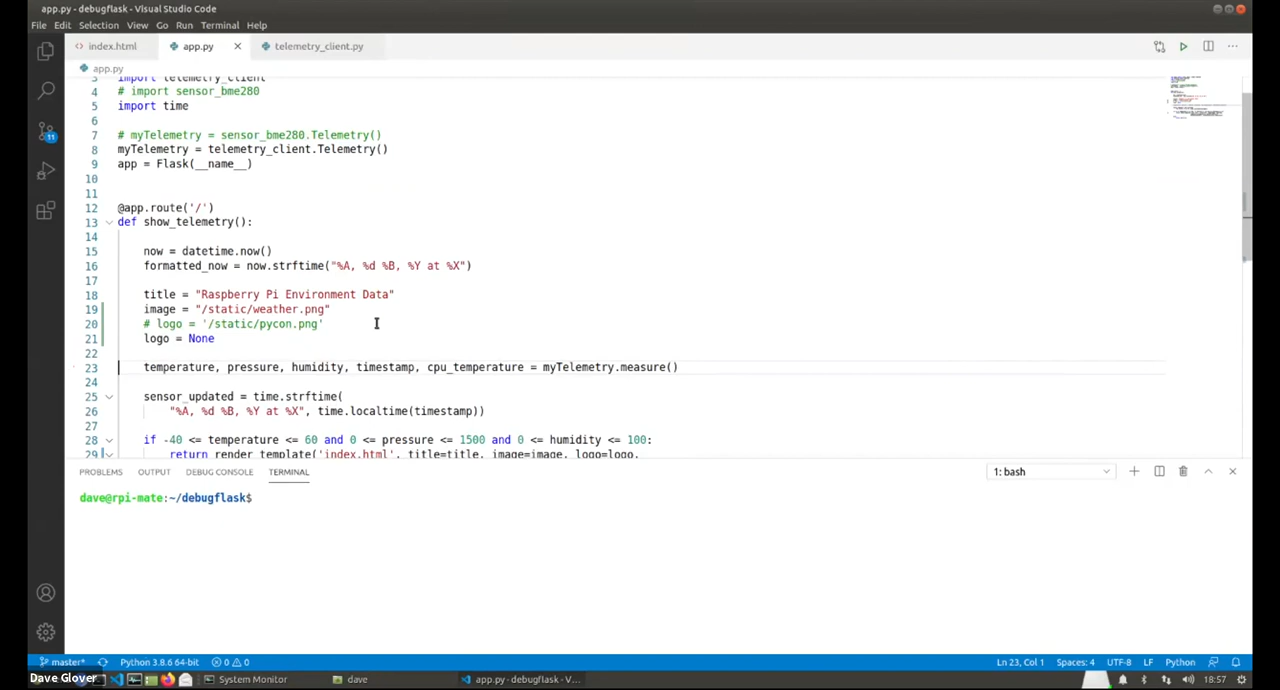 app.py - debugflask - Visual Studio Code
File Edit Selection View Go Run Terminal Help
index.html app.py telemetry_client.py
app.py
3 import telemetry_client
4 # import sensor_bme280
5 import time
6
7 # myTelemetry = sensor_bme280.Telemetry()
8 myTelemetry = telemetry_client.Telemetry()
9 app = Flask(__name__)
10
11
12 @app.route('/')
13 def show_telemetry():
14
15 now = datetime.now()
16 formatted_now = now.strftime("%A, %d %B, %Y at %X")
17
18 title = "Raspberry Pi Environment Data"
19 image = "/static/weather.png"
20 # logo = '/static/pycon.png'
21 logo = None
22
23 temperature, pressure, humidity, timestamp, cpu_temperature = myTelemetry.measure()
24
25 sensor_updated = time.strftime(
26 "%A, %d %B, %Y at %X", time.localtime(timestamp))
27
28 if -40 <= temperature <= 60 and 0 <= pressure <= 1500 and 0 <= humidity <= 100:
29 return render_template('index.html', title=title, image=image, logo=logo,
11
PROBLEMS OUTPUT DEBUG CONSOLE TERMINAL 1: bash
dave@rpi-mate:~/debugflask$
master* Python 3.8.6 64-bit 0 0 Ln 23, Col 1 Spaces: 4 UTF-8 LF Python
Dave Glover System Monitor dave app.py - debugflask - V... 18:57